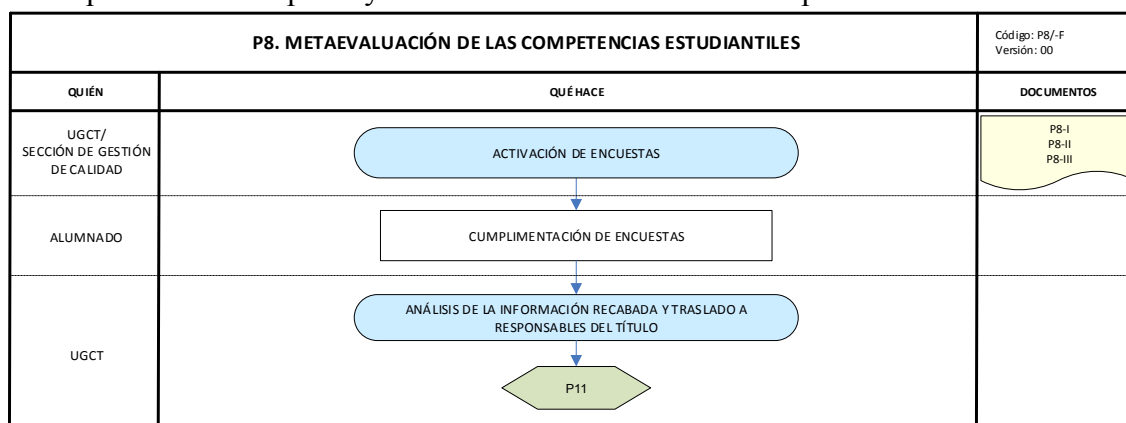 P8. METAEVALUACIÓN DE LAS COMPETENCIAS ESTUDIANTILES
Código: P8/-F
Versión: 00
QUIÉN
QUÉ HACE
DOCUMENTOS
UGCT/
SECCIÓN DE GESTIÓN
DE CALIDAD
ACTIVACIÓN DE ENCUESTAS
P8-I
P8-II
P8-III
ALUMNADO
CUMPLIMENTACIÓN DE ENCUESTAS
UGCT
ANÁLISIS DE LA INFORMACIÓN RECABADA Y TRASLADO A
RESPONSABLES DEL TÍTULO
P11